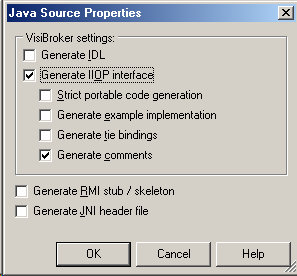 Java Source Properties
VisiBroker settings:
Generate IDL
Generate IIOP interface
Strict portable code generation
Generate example implementation
Generate tie bindings
Generate comments
Generate RMI stub / skeleton
Generate JNI header file
OK Cancel Help